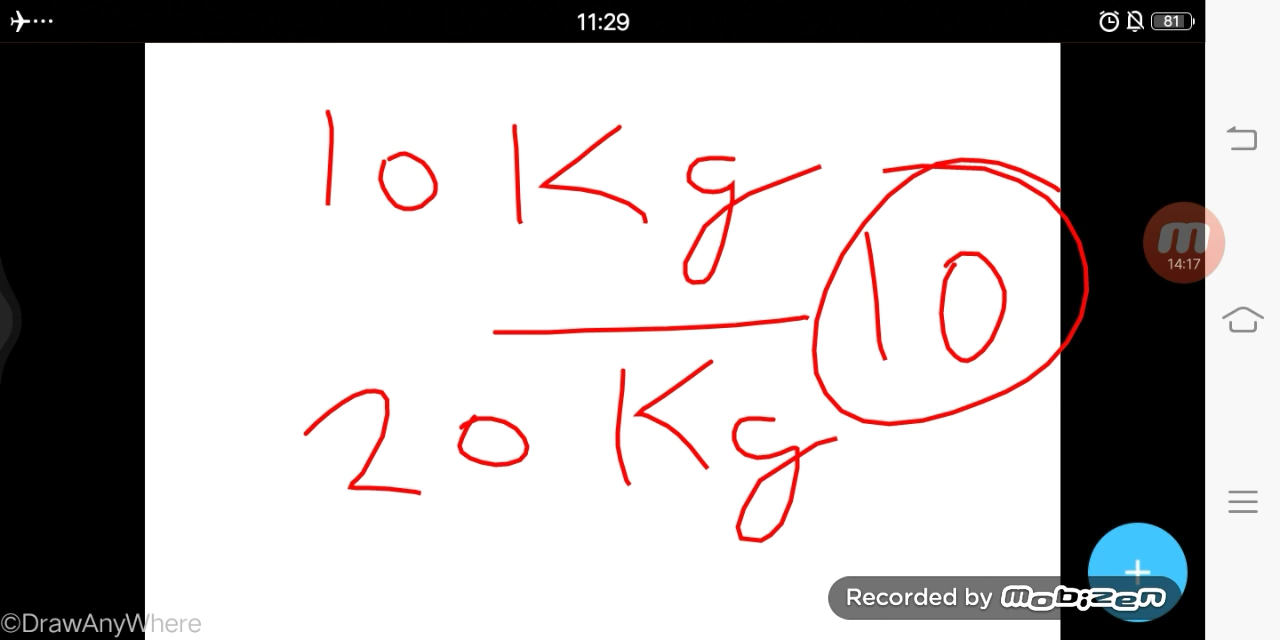 11:29
81
10 Kg
10
14:17
20 Kg
+
Recorded by mobizen
©DrawAnyWhere